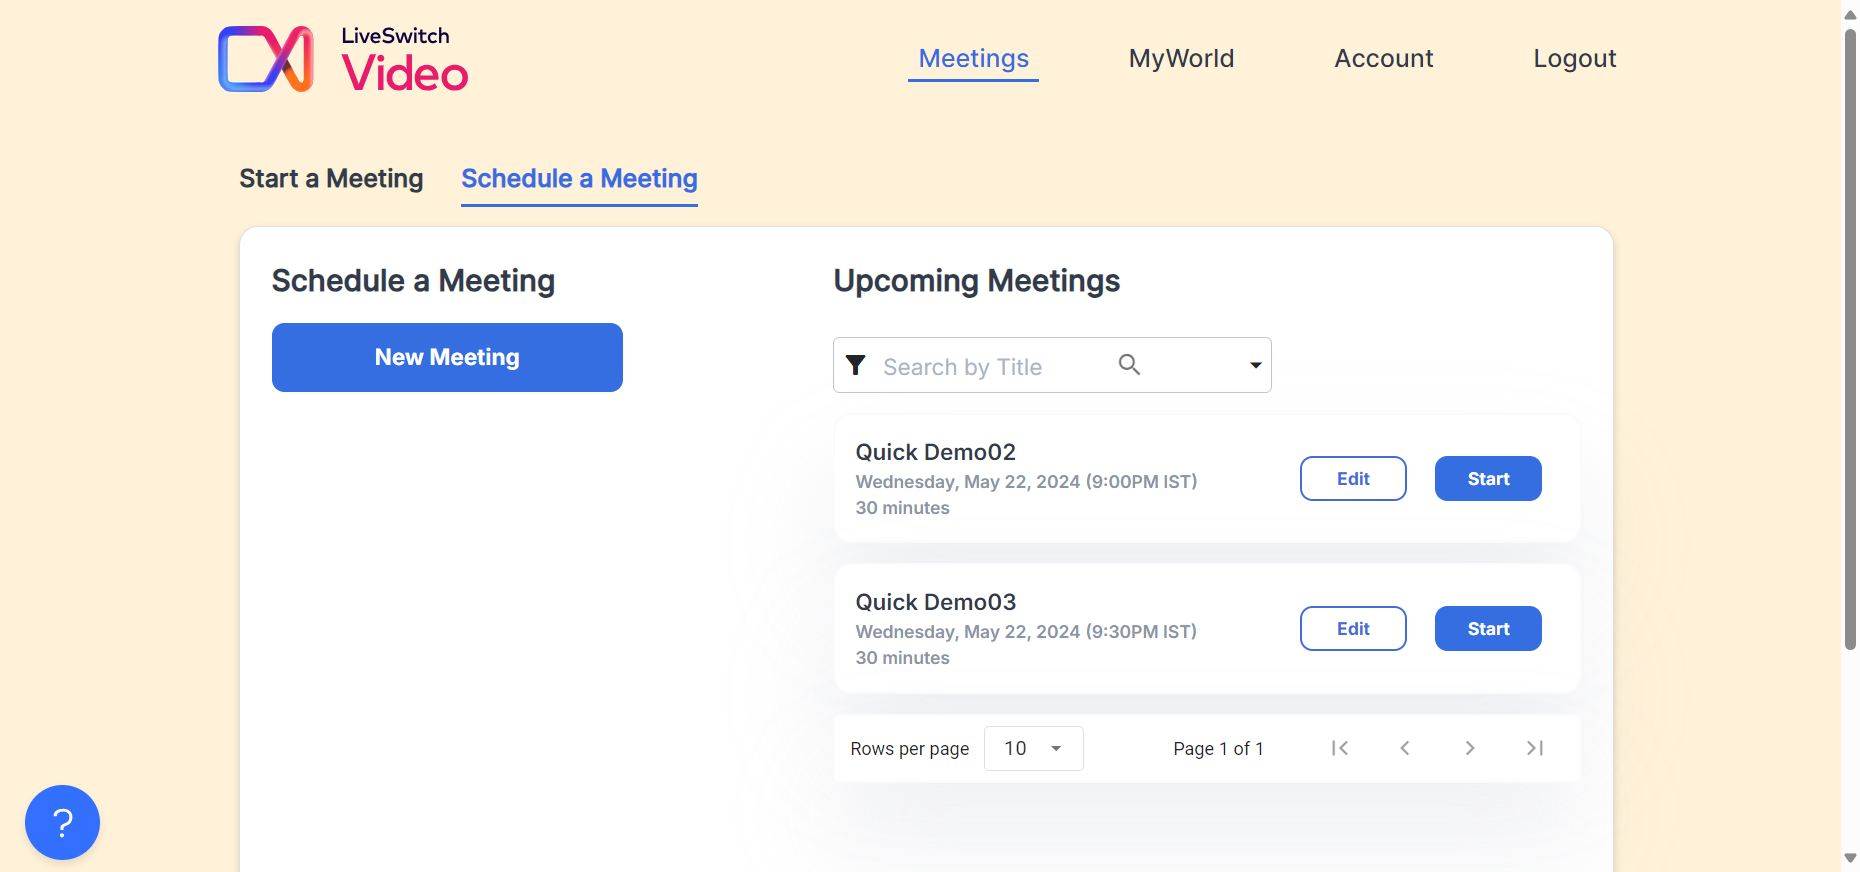 LiveSwitch
Video
Meetings
MyWorld
Account
Logout
Start a Meeting
Schedule a Meeting
Schedule a Meeting
New Meeting
Upcoming Meetings
Search by Title
Quick Demo02
Wednesday, May 22, 2024 (9:00PM IST)
30 minutes
Edit
Start
Quick Demo03
Wednesday, May 22, 2024 (9:30PM IST)
30 minutes
Edit
Start
Rows per page
10
Page 1 of 1
?